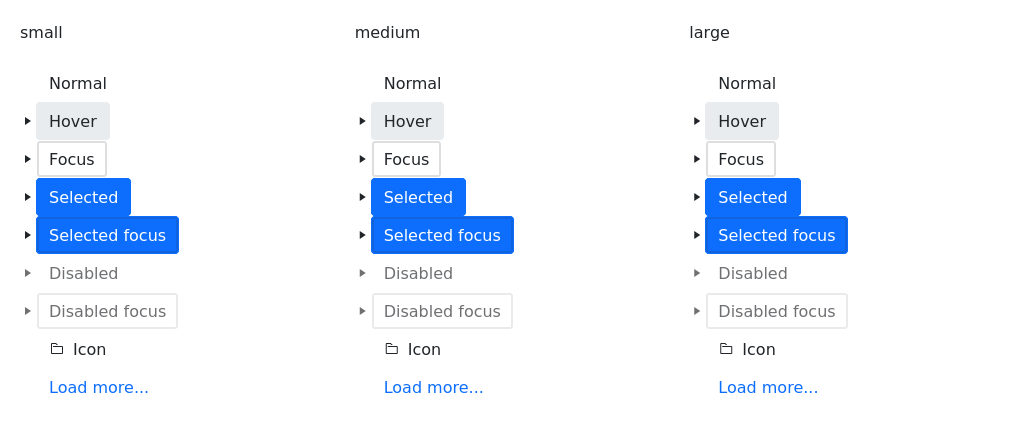 small
Normal
Hover
Focus
Selected
Selected focus
Disabled
Disabled focus
Icon
Load more...
medium
Normal
Hover
Focus
Selected
Selected focus
Disabled
Disabled focus
Icon
Load more...
large
Normal
Hover
Focus
Selected
Selected focus
Disabled
Disabled focus
Icon
Load more...